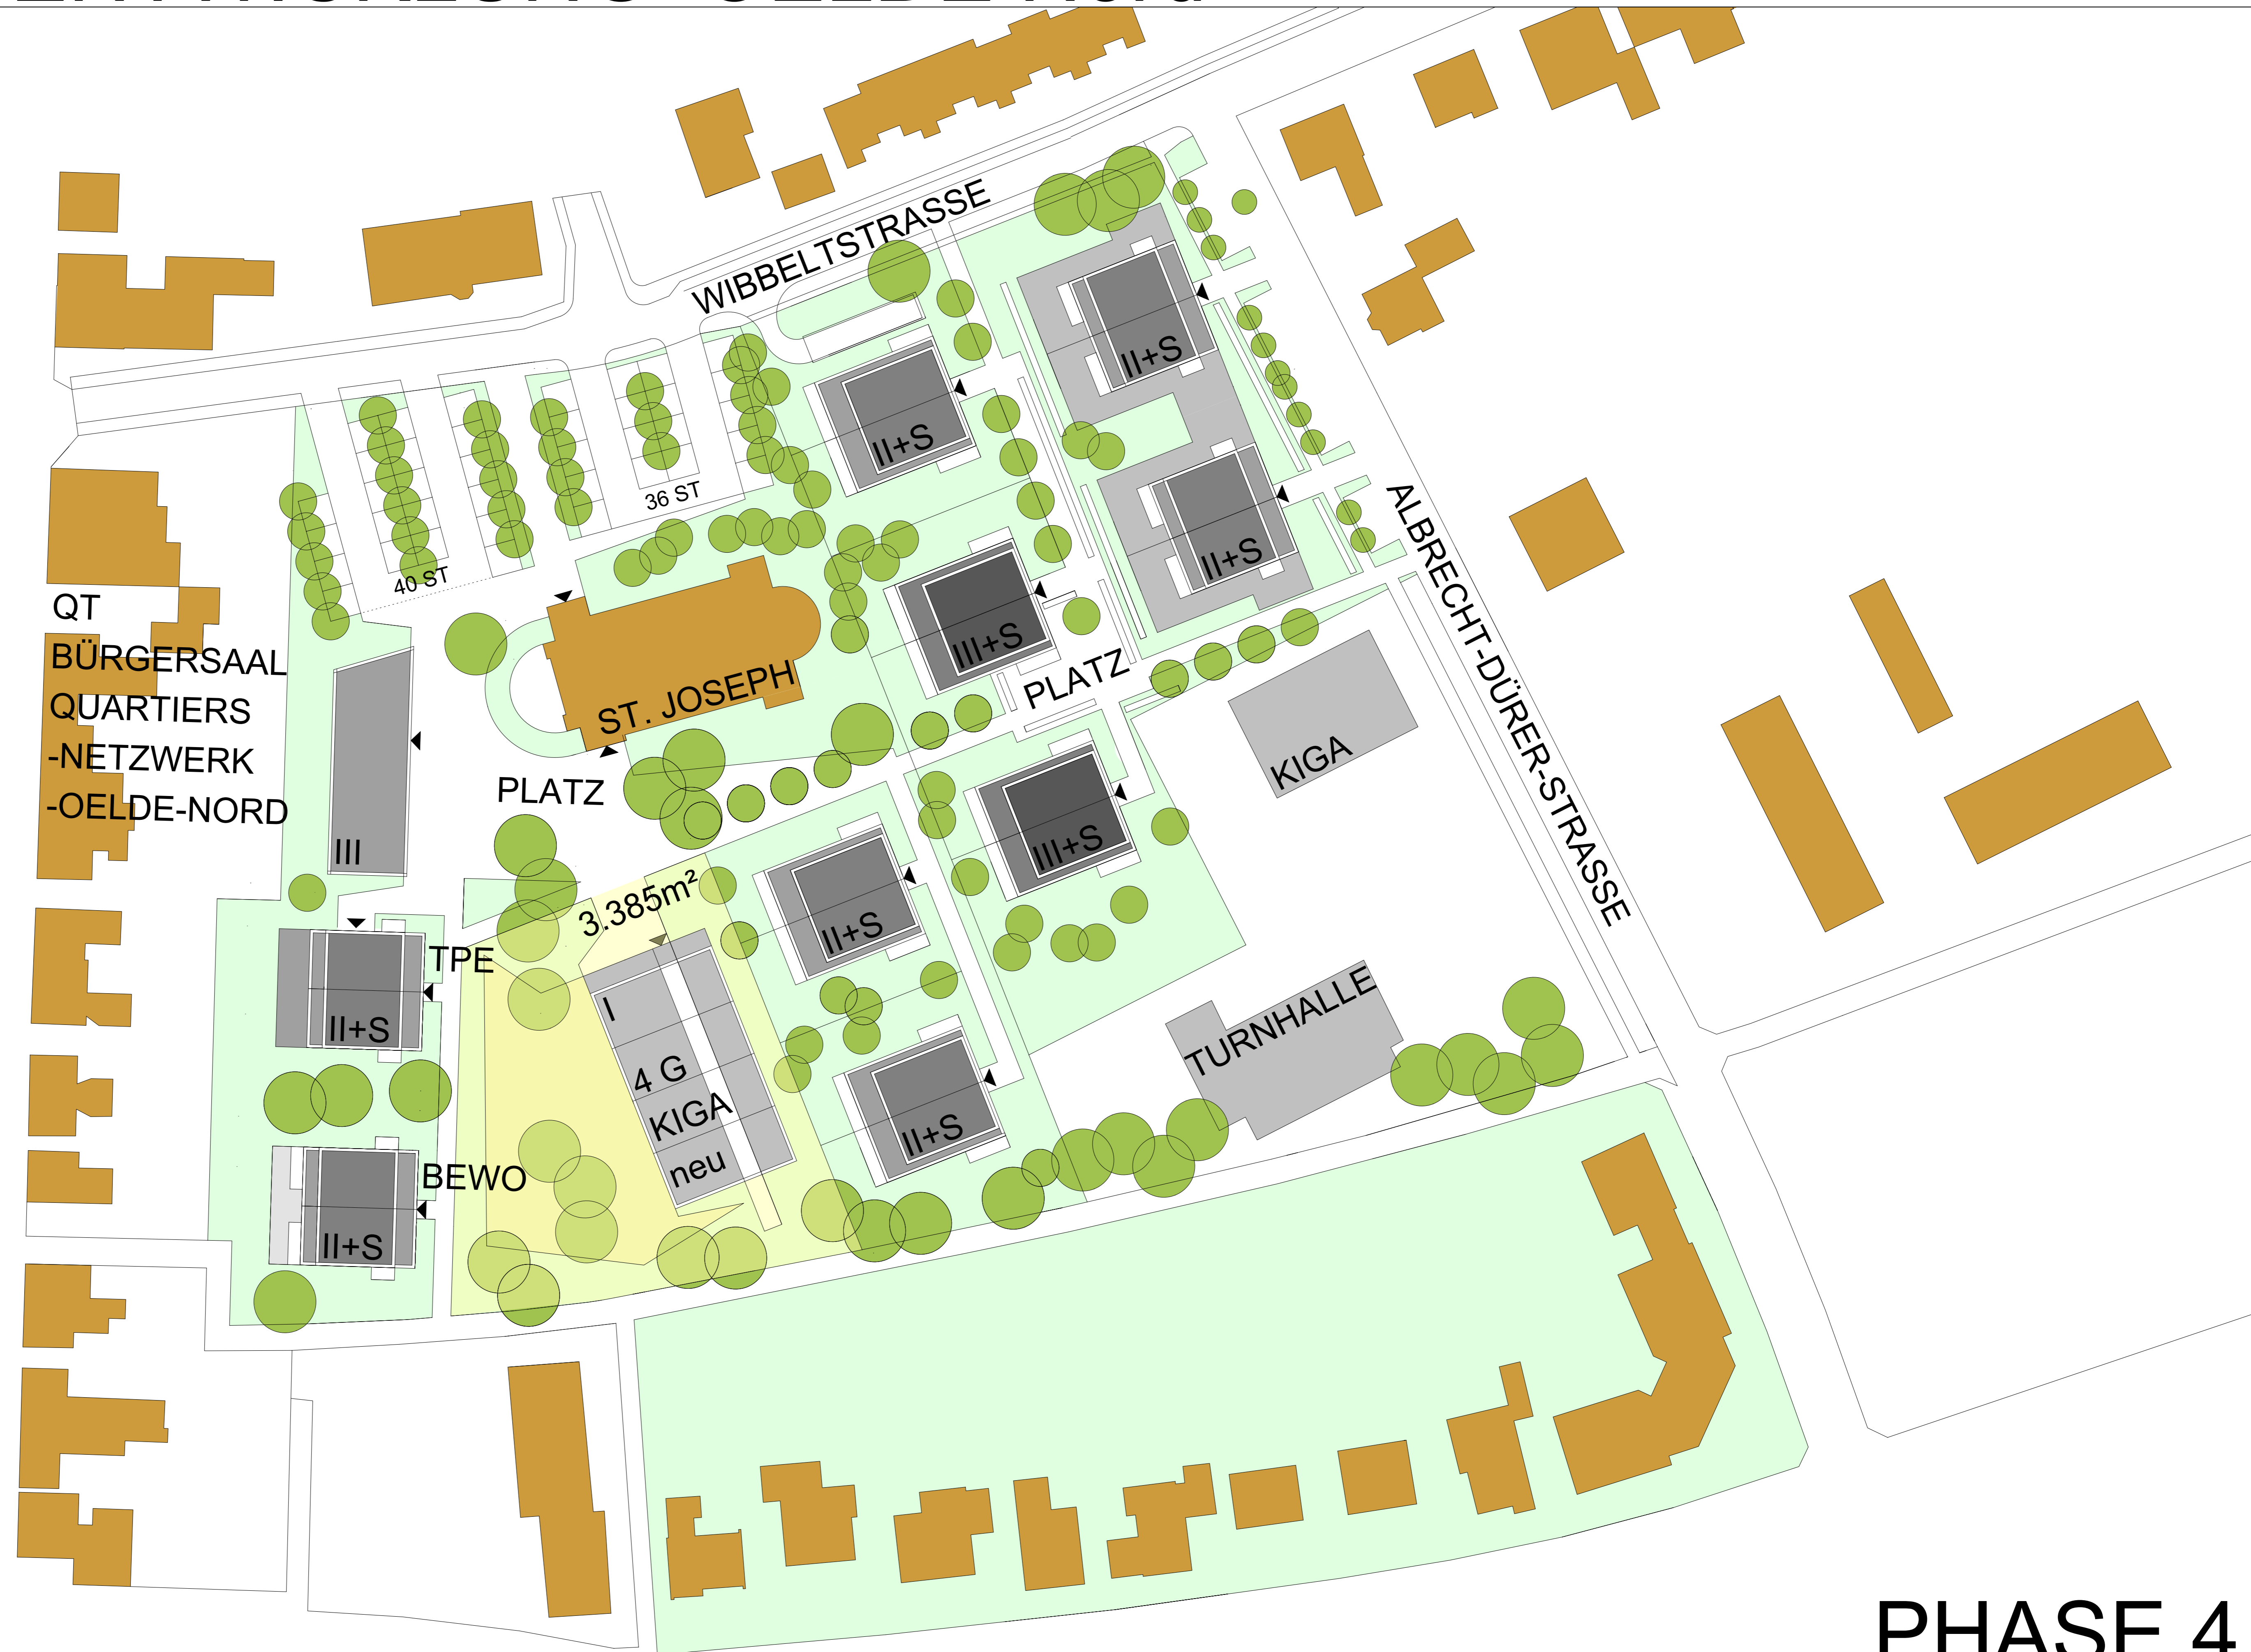 WIBBELTSTRASSE
II+S
II+S
36 ST
40 ST
II+S
ALBRECHT-DÜRER-STRASSE
QT
BÜRGERSAAL
QUARTIERS
-NETZWERK
-OELDE-NORD
ST. JOSEPH
III+S
PLATZ
KIGA
PLATZ
III
III+S
3.385m²
II+S
TPE
II+S
I
4 G
KIGA
neu
TURNHALLE
II+S
BEWO
II+S
PHASE 4